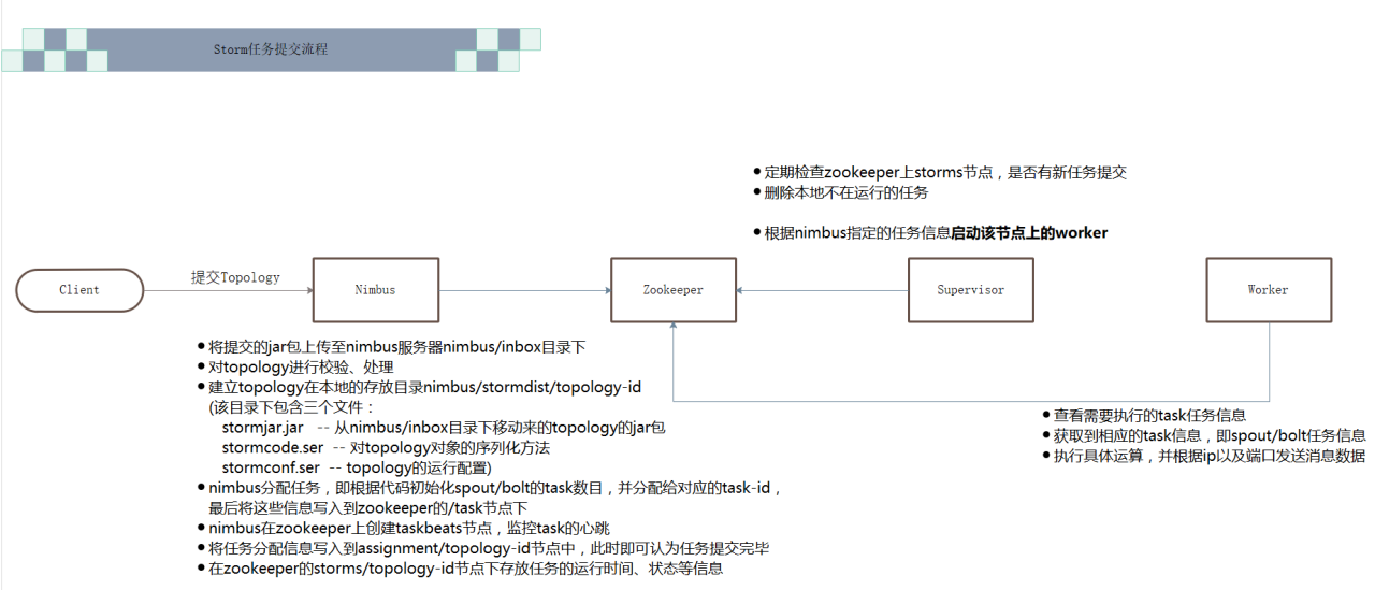 Storm任务提交流程
● 定期检查zookeeper上storms节点，是否有新任务提交
● 删除本地不在运行的任务
● 根据nimbus指定的任务信息启动该节点上的worker
Client
提交Topology
Nimbus
Zookeeper
Supervisor
Worker
● 将提交的jar包上传至nimbus服务器nimbus/inbox目录下
● 对topology进行校验、处理
● 建立topology在本地的存放目录nimbus/stormdist/topology-id
(该目录下包含三个文件：
stormjar.jar -- 从nimbus/inbox目录下移动来的topology的jar包
stormcode.ser -- 对topology对象的序列化方法
stormconf.ser -- topology的运行配置)
● nimbus分配任务，即根据代码初始化spout/bolt的task数目，并分配给对应的task-id，
最后将这些信息写入到zookeeper的/task节点下
● nimbus在zookeeper上创建taskbeats节点，监控task的心跳
● 将任务分配信息写入到assignment/topology-id节点中，此时即可认为任务提交完毕
● 在zookeeper的storms/topology-id节点下存放任务的运行时间、状态等信息
● 查看需要执行的task任务信息
● 获取到相应的task信息，即spout/bolt任务信息
● 执行具体运算，并根据ip以及端口发送消息数据